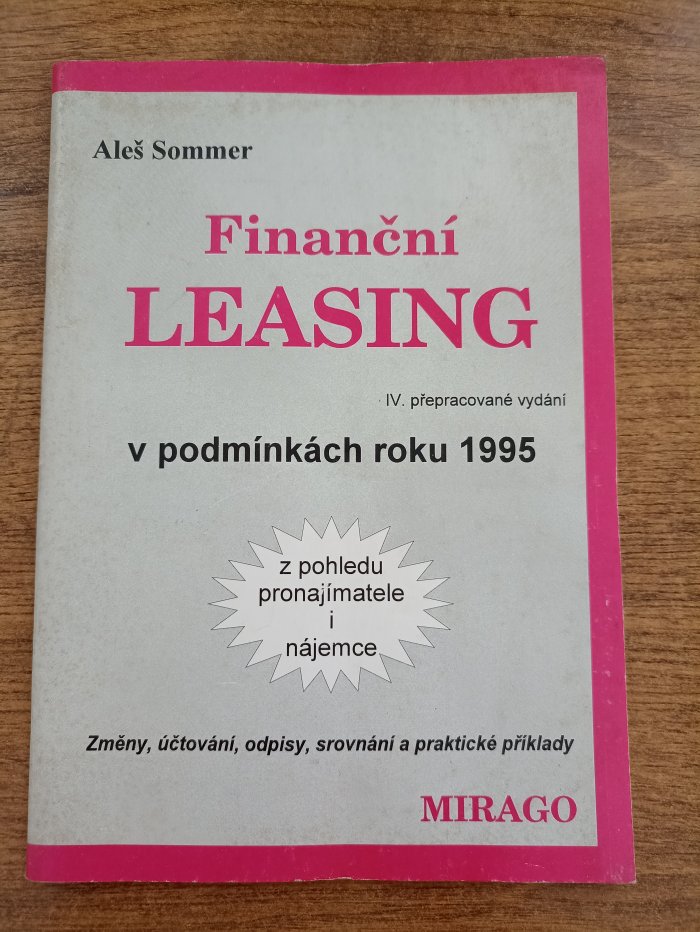 Aleš Sommer
Finanční
LEASING
IV. přepracované vydání
v podmínkách roku 1995
z pohledu
pronajímatele
i
nájemce
Změny, účtování, odpisy, srovnání a praktické příklady
MIRAGO